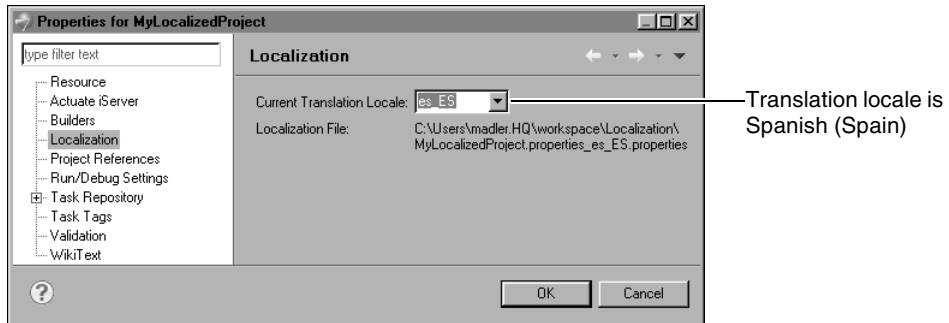 Properties for MyLocalizedProject
type filter text
Resource
Actuate iServer
Builders
Localization
Project References
Run/Debug Settings
Task Repository
Task Tags
Validation
WikiText
Localization
Current Translation Locale: es_ES
Localization File: C:\Users\madler.HQ\workspace\Localization\
MyLocalizedProject.properties_es_ES.properties
Translation locale is
Spanish (Spain)
?
OK
Cancel